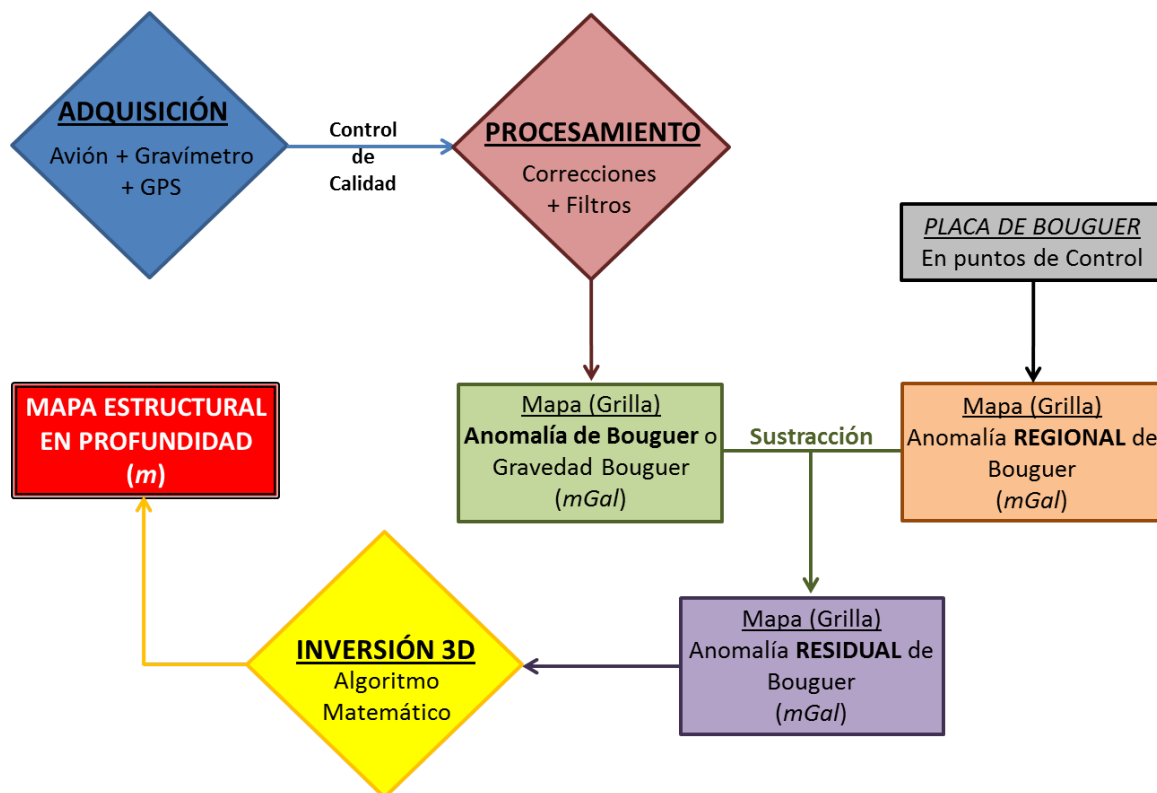 ADQUISICIÓN
Avión + Gravímetro
+ GPS
Control
de
Calidad
PROCESAMIENTO
Correcciones
+ Filtros
PLACA DE BOUGUER
En puntos de Control
MAPA ESTRUCTURAL
EN PROFUNDIDAD
(m)
Mapa (Grilla)
Anomalía de Bouguer o
Gravedad Bouguer
(mGal)
Sustracción
Mapa (Grilla)
Anomalía REGIONAL de
Bouguer
(mGal)
INVERSIÓN 3D
Algoritmo
Matemático
Mapa (Grilla)
Anomalía RESIDUAL de
Bouguer
(mGal)